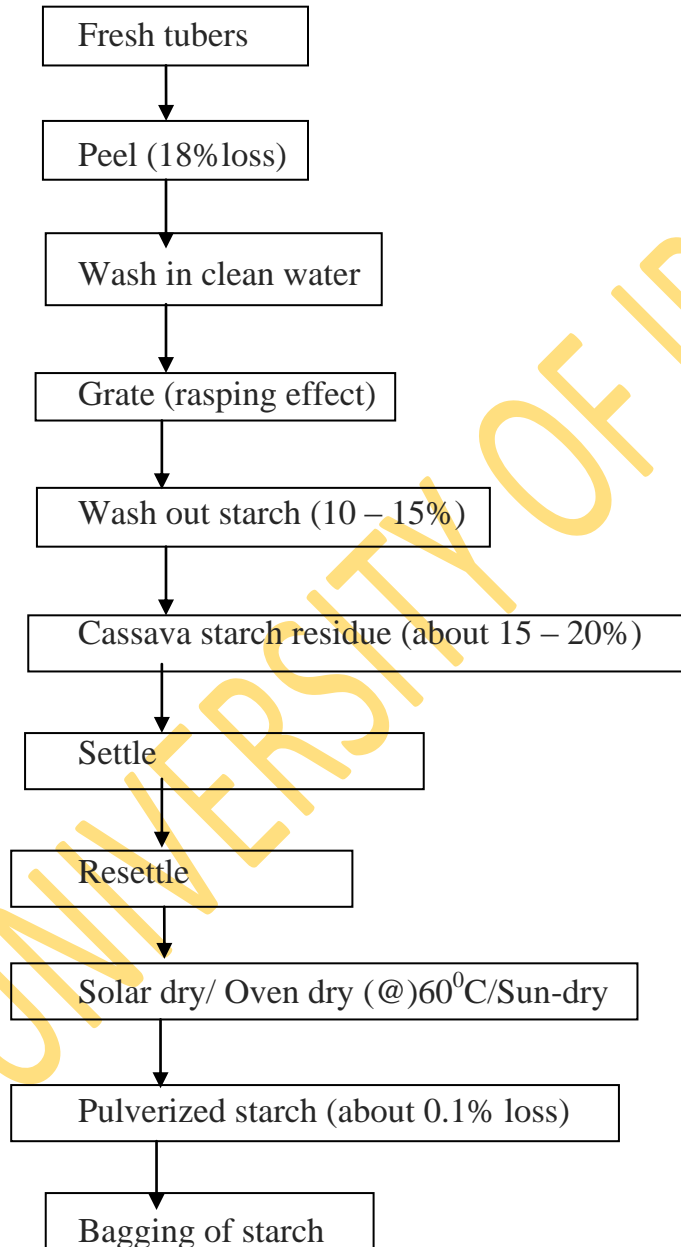 Fresh tubers
Peel (18%loss)
Wash in clean water
Grate (rasping effect)
Wash out starch (10 – 15%)
Cassava starch residue (about 15 – 20%)
Settle
Resettle
Solar dry/ Oven dry (@)60⁰C/Sun-dry
Pulverized starch (about 0.1% loss)
Bagging of starch
UNIVERSITY OF